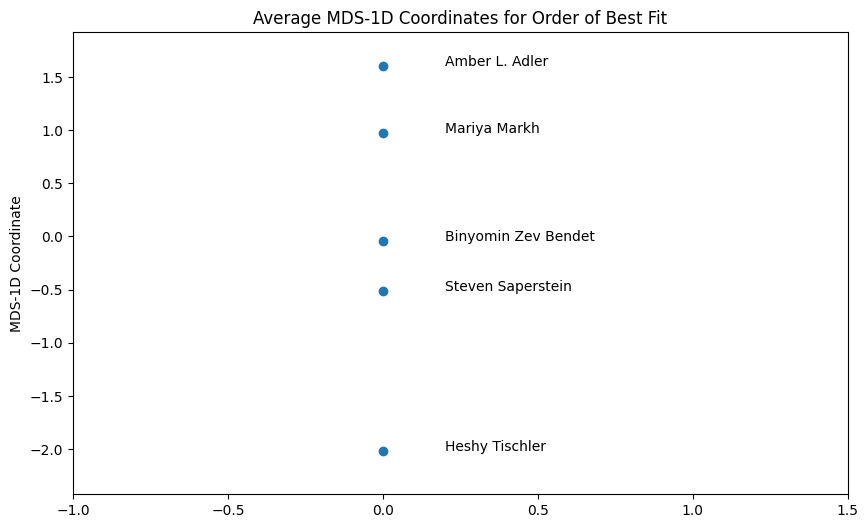 Average MDS-1D Coordinates for Order of Best Fit
MDS-1D Coordinate
1.5
1.0
0.5
0.0
−0.5
−1.0
−1.5
−2.0
Amber L. Adler
Mariya Markh
Binyomin Zev Bendet
Steven Saperstein
Heshy Tischler
−1.0
−0.5
0.0
0.5
1.0
1.5